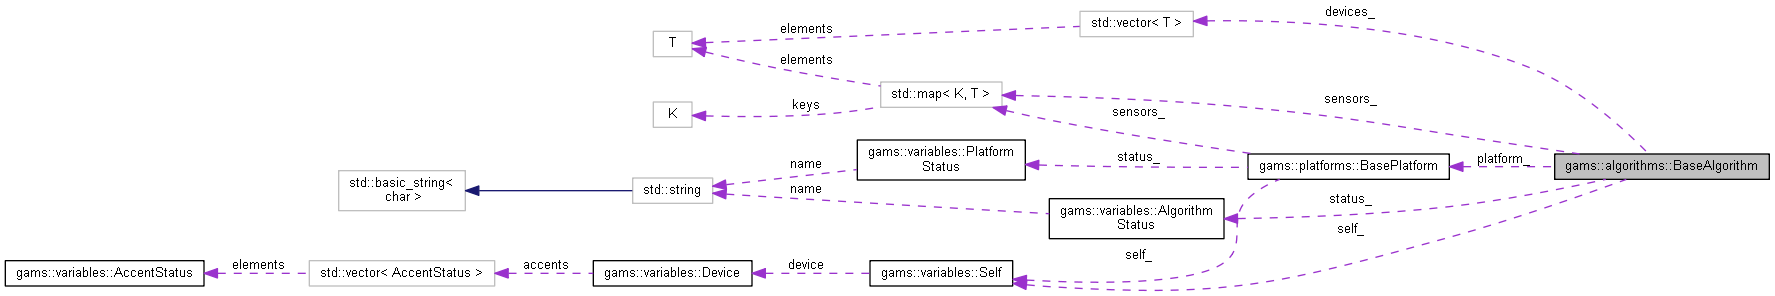 devices_
std::vector< T >
elements
T
elements
std::map< K, T >
sensors_
keys
K
sensors_
gams::variables::Platform
Status
status_
gams::platforms::BasePlatform
platform_
gams::algorithms::BaseAlgorithm
name
std::basic_string<
char >
std::string
name
gams::variables::Algorithm
Status
status_
self_
self_
gams::variables::AccentStatus
elements
std::vector< AccentStatus >
accents
gams::variables::Device
device
gams::variables::Self